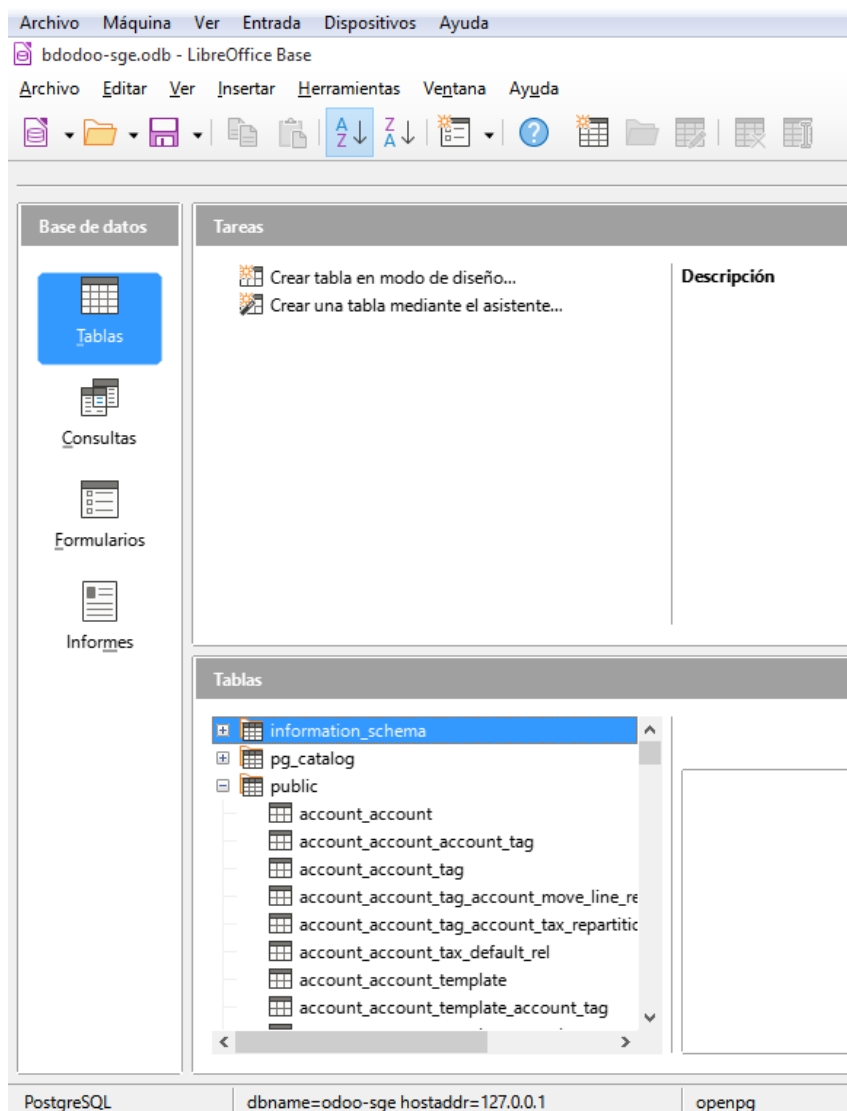 Archivo Máquina Ver Entrada Dispositivos Ayuda
bdodoo-sge.odb - LibreOffice Base
Archivo Editar Ver Insertar Herramientas Ventana Ayuda
Base de datos
Tareas
Tablas
Consultas
Formularios
Informes
Crear tabla en modo de diseño...
Crear una tabla mediante el asistente...
Descripción
Tablas
information_schema
pg_catalog
public
account_account
account_account_account_tag
account_account_tag
account_account_tag_account_move_line_re
account_account_tag_account_tax_repartitic
account_account_tax_default_rel
account_account_template
account_account_template_account_tag
PostgreSQL dbname=odoo-sge hostaddr=127.0.0.1 openpg